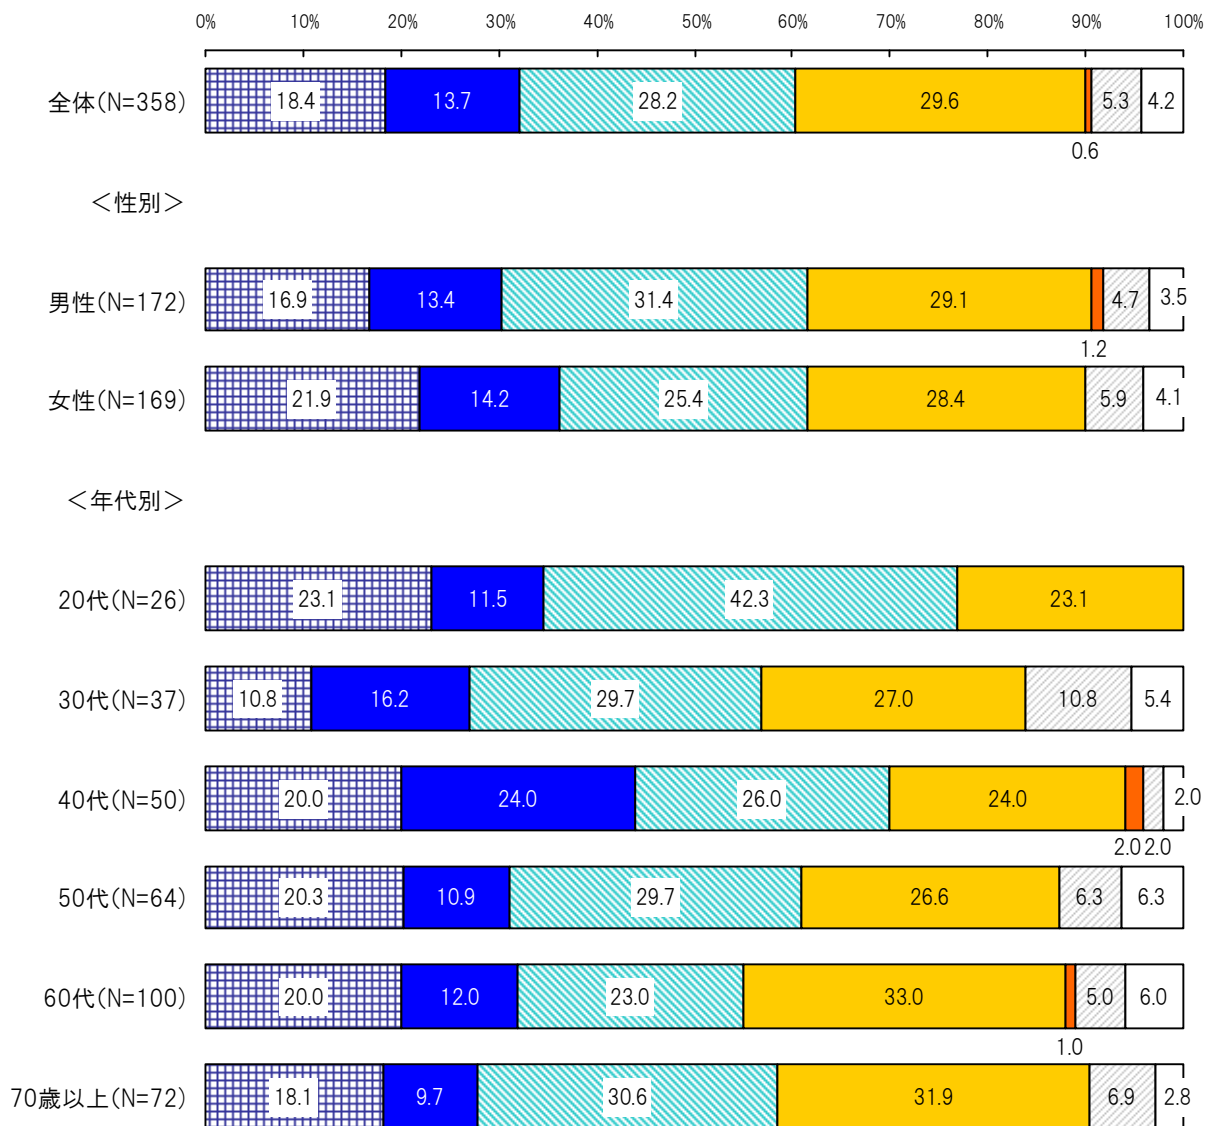 0% 10% 20% 30% 40% 50% 60% 70% 80% 90% 100%
全体(N=358) 18.4 13.7 28.2 29.6 5.3 4.2
0.6
＜性別＞
男性(N=172) 16.9 13.4 31.4 29.1 4.7 3.5
1.2
女性(N=169) 21.9 14.2 25.4 28.4 5.9 4.1
＜年代別＞
20代(N=26) 23.1 11.5 42.3 23.1
30代(N=37) 10.8 16.2 29.7 27.0 10.8 5.4
40代(N=50) 20.0 24.0 26.0 24.0 2.0
2.0 2.0
50代(N=64) 20.3 10.9 29.7 26.6 6.3 6.3
60代(N=100) 20.0 12.0 23.0 33.0 5.0 6.0
1.0
70歳以上(N=72) 18.1 9.7 30.6 31.9 6.9 2.8